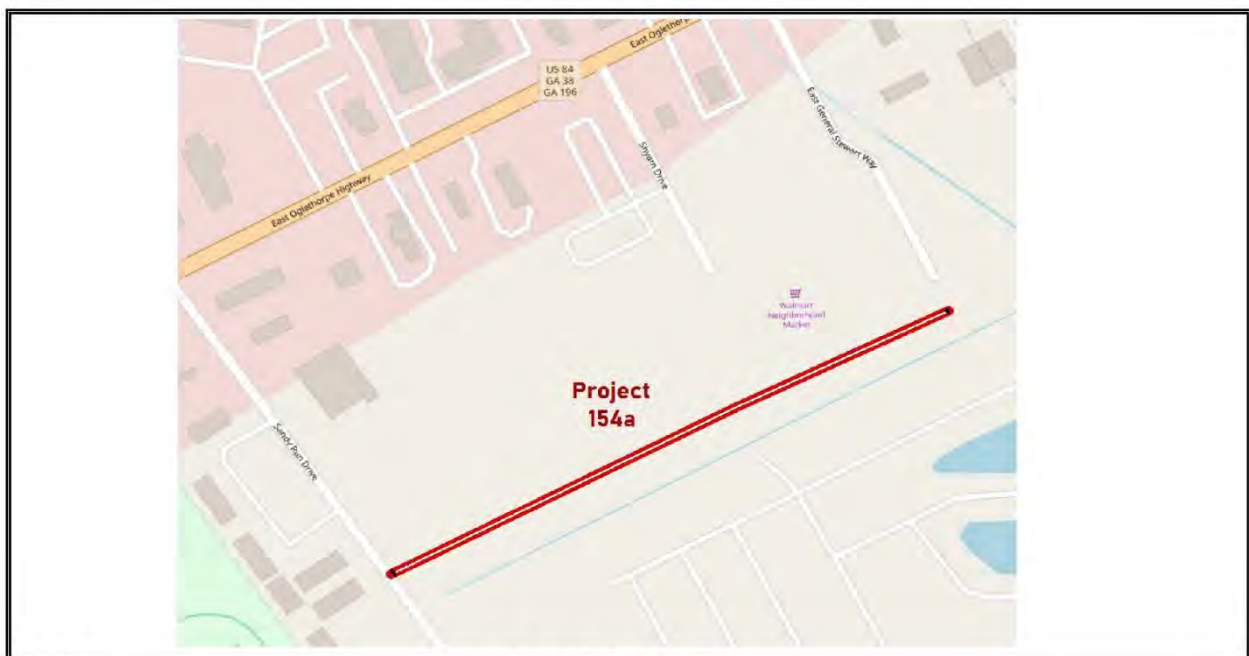 East Oglethorpe
US 84
GA 38
GA 196
East General Stewart Way
Shyam Drive
East Oglethorpe Highway
Walmart
Neighborhood
Market
Project
154a
Sandy Run Drive